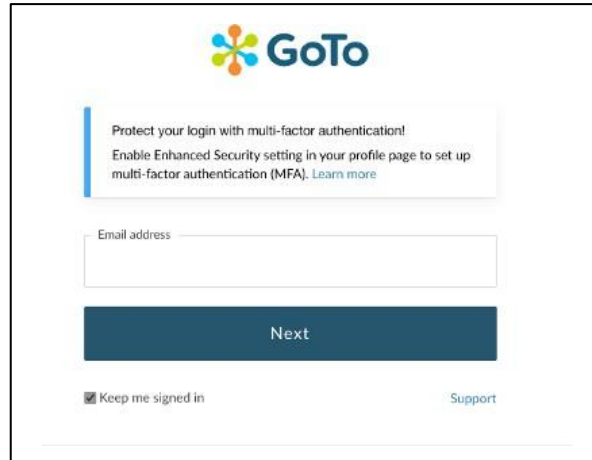 GoTo
Protect your login with multi-factor authentication!
Enable Enhanced Security setting in your profile page to set up
multi-factor authentication (MFA). Learn more
Email address
Next
Keep me signed in
Support